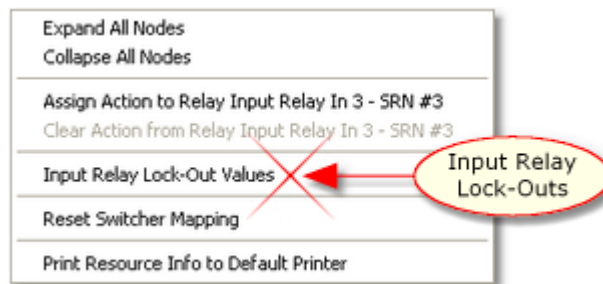 Expand All Nodes
Collapse All Nodes
Assign Action to Relay Input Relay In 3 - SRN #3
Clear Action from Relay Input Relay In 3 - SRN #3
Input Relay Lock-Out Values
Input Relay
Lock-Outs
Reset Switcher Mapping
Print Resource Info to Default Printer